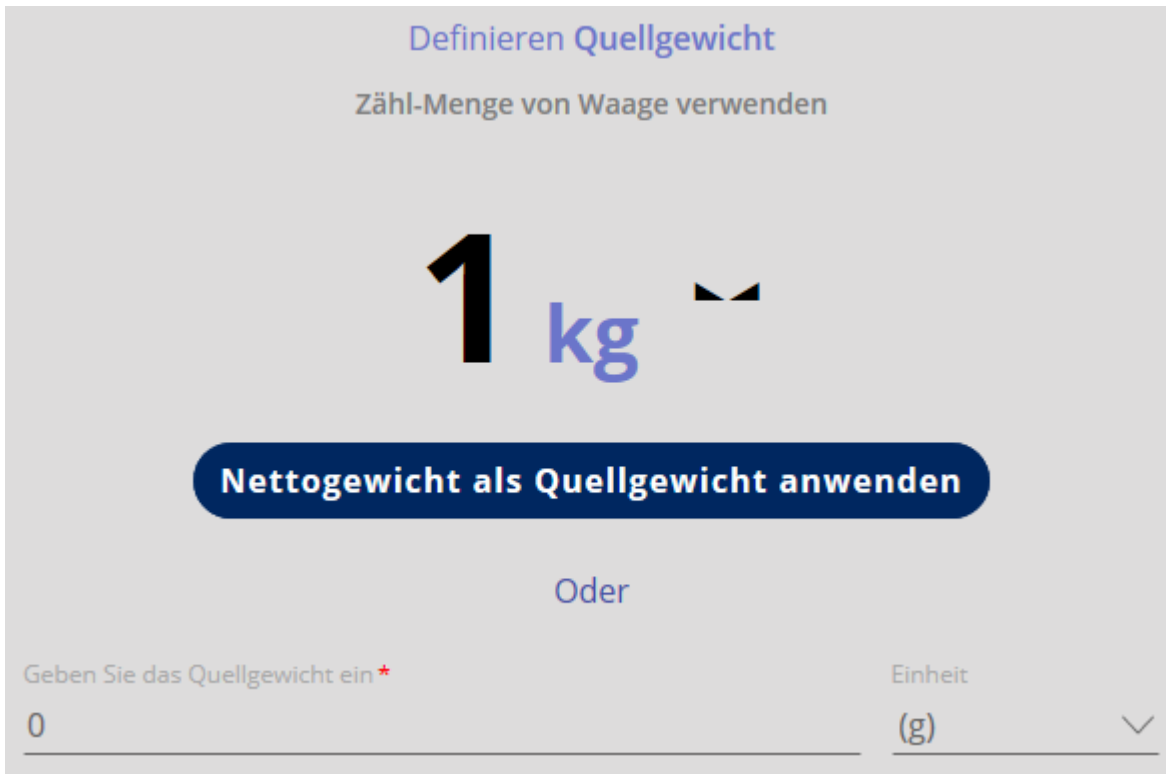 Definieren Quellgewicht
Zähl-Menge von Waage verwenden
1 kg
Nettogewicht als Quellgewicht anwenden
Oder
Geben Sie das Quellgewicht ein * Einheit
0 (g)